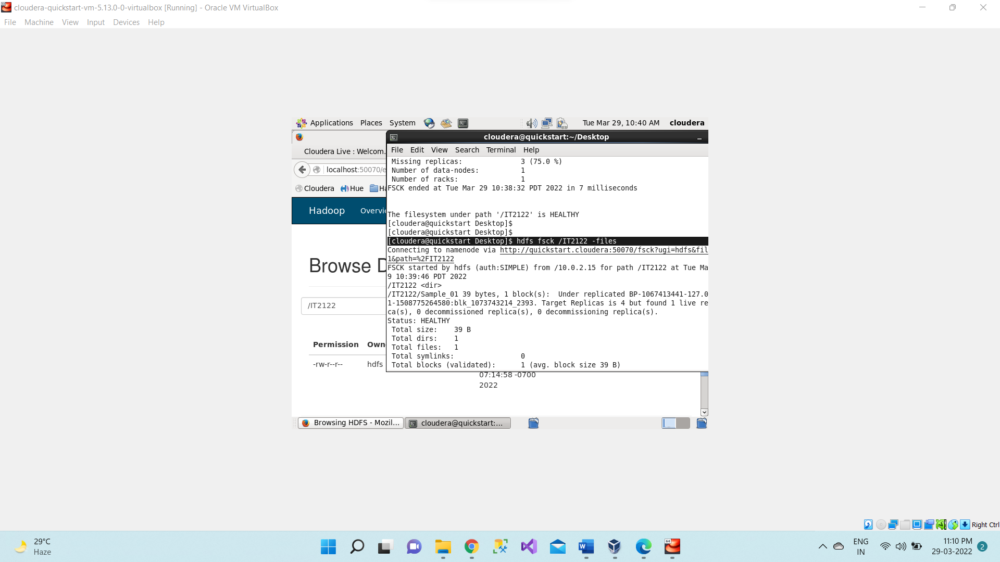 cloudera-quickstart-vm-5.13.0-0-virtualbox [Running] - Oracle VM VirtualBox
File Machine View Input Devices Help
Applications Places System Tue Mar 29, 10:40 AM cloudera
cloudera@quickstart:~/Desktop
Cloudera Live : Welcom.
File Edit View Search Terminal Help
localhost:50070/e
Cloudera Hue Ha
Hadoop Overvie
Browse D
/IT2122
Permission Own
-rw-r--r-- hdfs
Missing replicas: 3 (75.0 %)
Number of data-nodes: 1
Number of racks: 1
FSCK ended at Tue Mar 29 10:38:32 PDT 2022 in 7 milliseconds
The filesystem under path '/IT2122' is HEALTHY
[cloudera@quickstart Desktop]$
[cloudera@quickstart Desktop]$
[cloudera@quickstart Desktop]$ hdfs fsck /IT2122 -files
Connecting to namenode via http://quickstart.cloudera:50070/fsck?ugi=hdfs&fil
1&path=%2FIT2122
FSCK started by hdfs (auth:SIMPLE) from /10.0.2.15 for path /IT2122 at Tue Ma
9 10:39:46 PDT 2022
/IT2122 <dir>
/IT2122/Sample_01 39 bytes, 1 block(s): Under replicated BP-1067413441-127.0
1-1508775264580:blk_1073743214_2393. Target Replicas is 4 but found 1 live re
ca(s), 0 decommissioned replica(s), 0 decommissioning replica(s).
Status: HEALTHY
Total size: 39 B
Total dirs: 1
Total files: 1
Total symlinks: 0
Total blocks (validated): 1 (avg. block size 39 B)
07:14:58 -0700
2022
Browsing HDFS - Mozil... cloudera@quickstart:...
Right Ctrl
29°C
Haze
ENG
IN
11:10 PM
29-03-2022
2